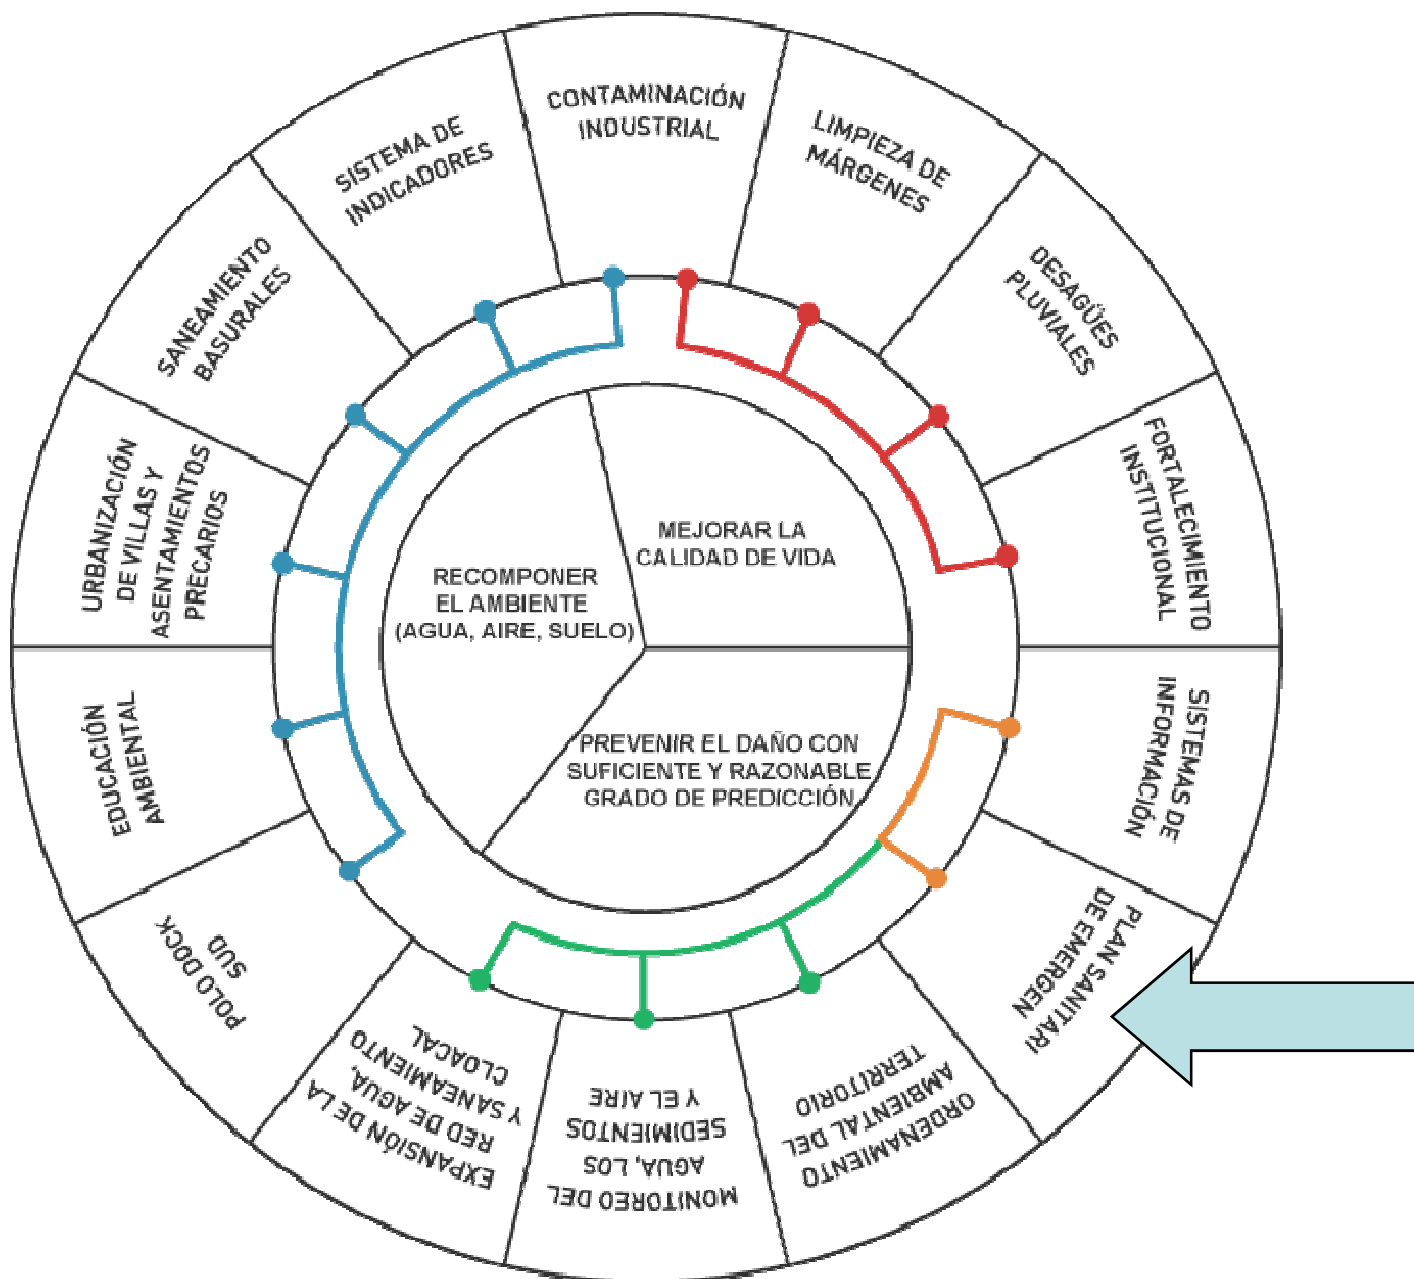 CONTAMINACIÓN
INDUSTRIAL
LIMPIEZA DE
MÁRGENES
DESAGÜES
PLUVIALES
FORTALECIMIENTO
INSTITUCIONAL
SISTEMAS DE
INFORMACIÓN
PLAN SANITARI
DE EMERGEN
ORDENAMIENTO
AMBIENTAL DEL
TERRITORIO
MONITOREO DEL
AGUA, LOS
SEDIMENTOS
Y EL AIRE
EXPANSIÓN DE LA
RED DE AGUA,
Y SANEAMIENTO
CLOACAL
POLO DOCK
SUD
EDUCACIÓN
AMBIENTAL
URBANIZACIÓN
DE VILLAS Y
ASENTAMIENTOS
PRECARIOS
SANEAMIENTO
BASURALES
SISTEMA DE
INDICADORES
MEJORAR LA
CALIDAD DE VIDA
RECOMPONER
EL AMBIENTE
(AGUA, AIRE, SUELO)
PREVENIR EL DAÑO CON
SUFICIENTE Y RAZONABLE
GRADO DE PREDICCIÓN